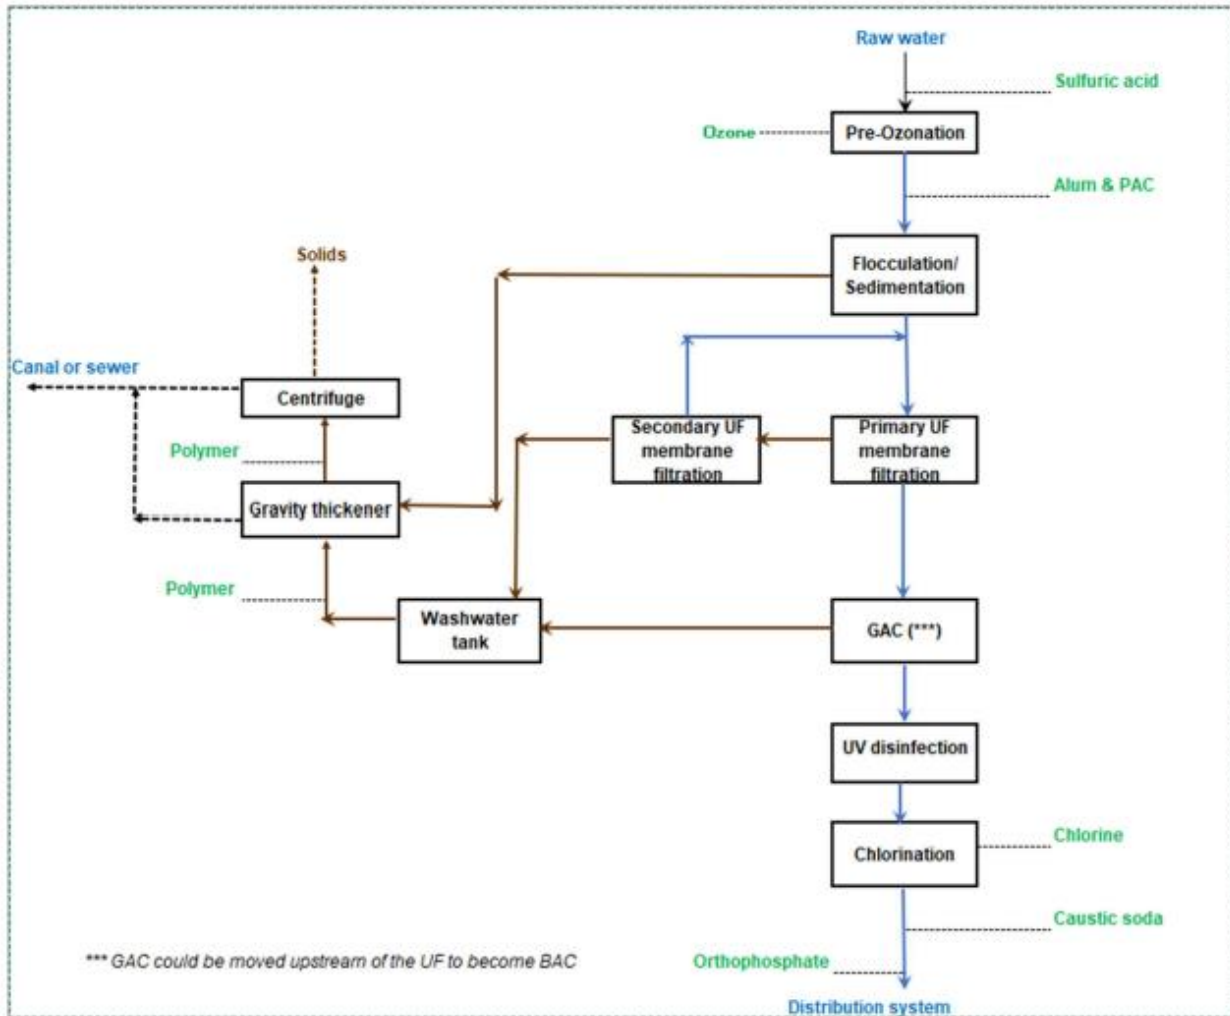 Raw water
Sulfuric acid
Ozone
Pre-Ozonation
Alum & PAC
Solids
Flocculation/
Sedimentation
Canal or sewer
Centrifuge
Secondary UF
membrane
filtration
Primary UF
membrane
filtration
Polymer
Gravity thickener
Polymer
Washwater
tank
GAC (***)
UV disinfection
Chlorination
Chlorine
Caustic soda
*** GAC could be moved upstream of the UF to become BAC
Orthophosphate
Distribution system